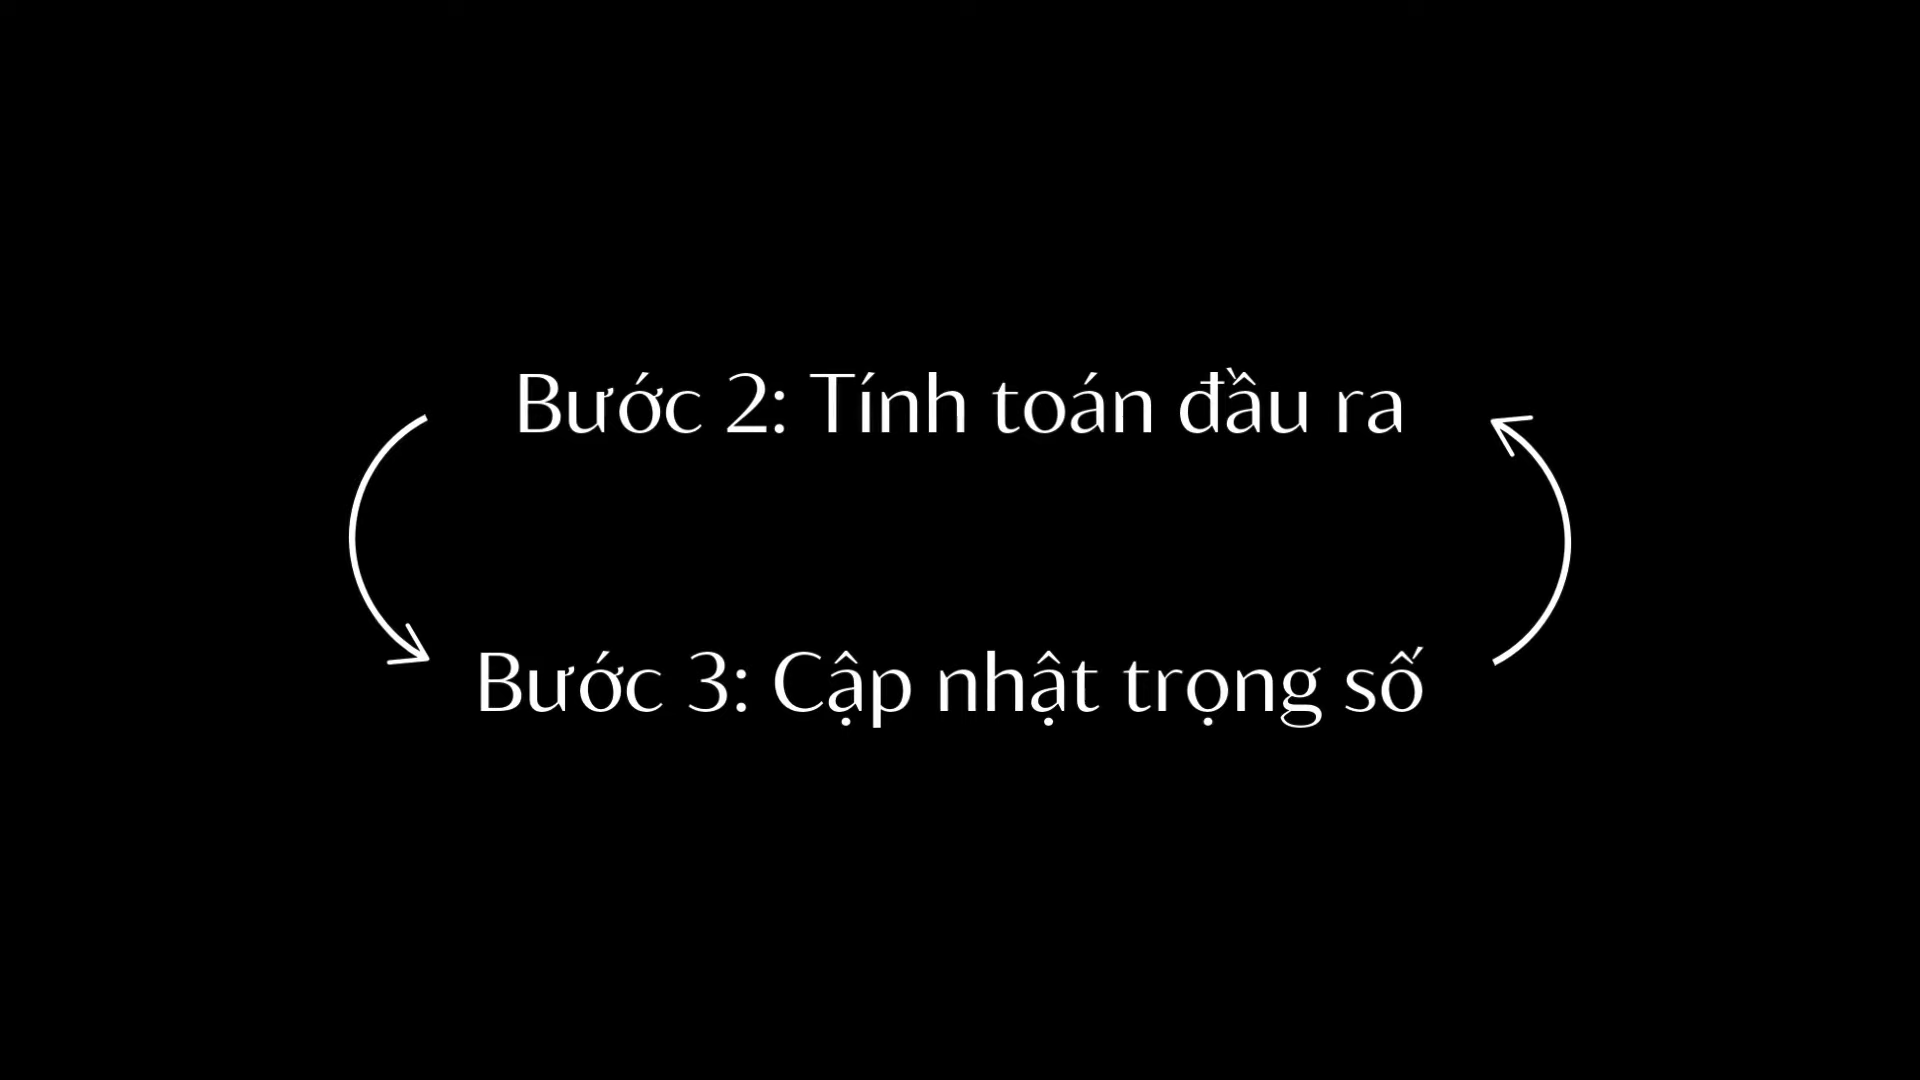 Bước 2: Tính toán đầu ra
Bước 3: Cập nhật trọng số